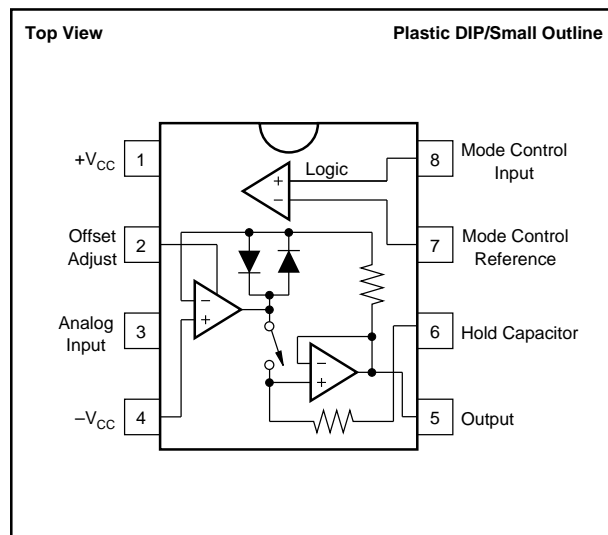 Top View
Plastic DIP/Small Outline
+VCC
1
Offset
Adjust
2
Analog
Input
3
–VCC
4
Logic
+
–
–
+
–
+
8
Mode Control
Input
7
Mode Control
Reference
6
Hold Capacitor
5
Output